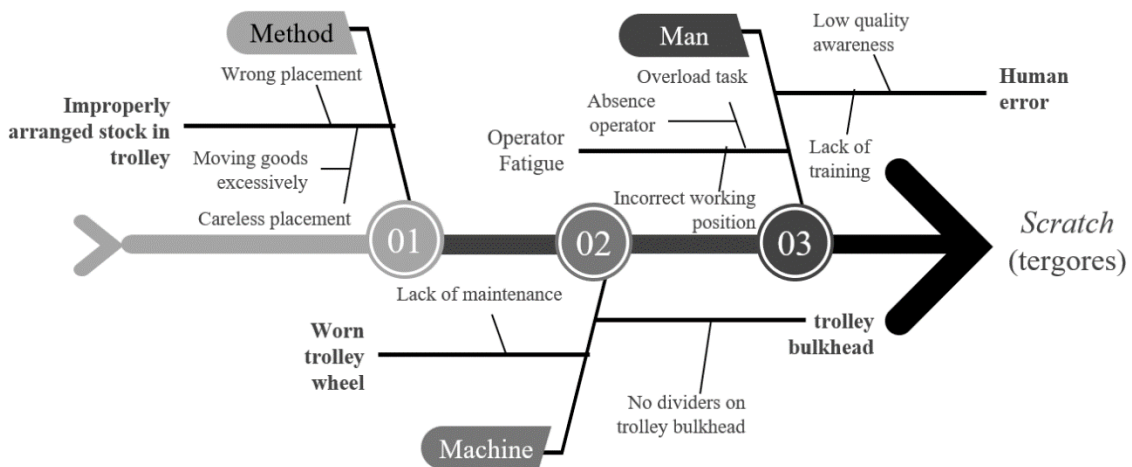 Method
Wrong placement
Improperly
arranged stock in
trolley
Moving goods
excessively
Careless placement
Man
Overload task
Absence
operator
Operator
Fatigue
Incorrect working
position
Low quality
awareness
Human
error
Lack of
training
01
02
03
Scratch
(tergores)
Lack of maintenance
Worn
trolley
wheel
trolley
bulkhead
No dividers on
trolley bulkhead
Machine